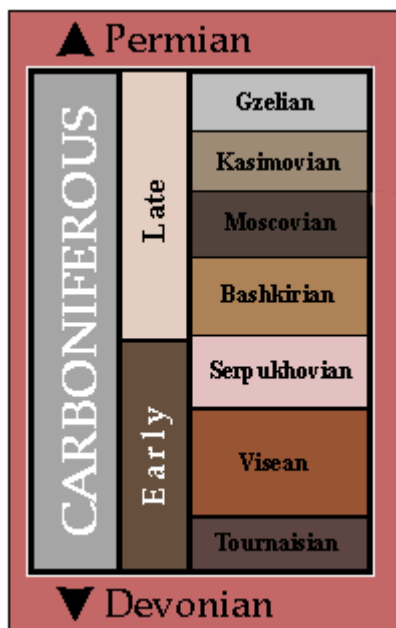 ▲ Permian
CARBONIFEROUS
Late
Early
Gzelian
Kasimovian
Moscovian
Bashkirian
Serpukhovian
Visean
Tournaisian
▼ Devonian